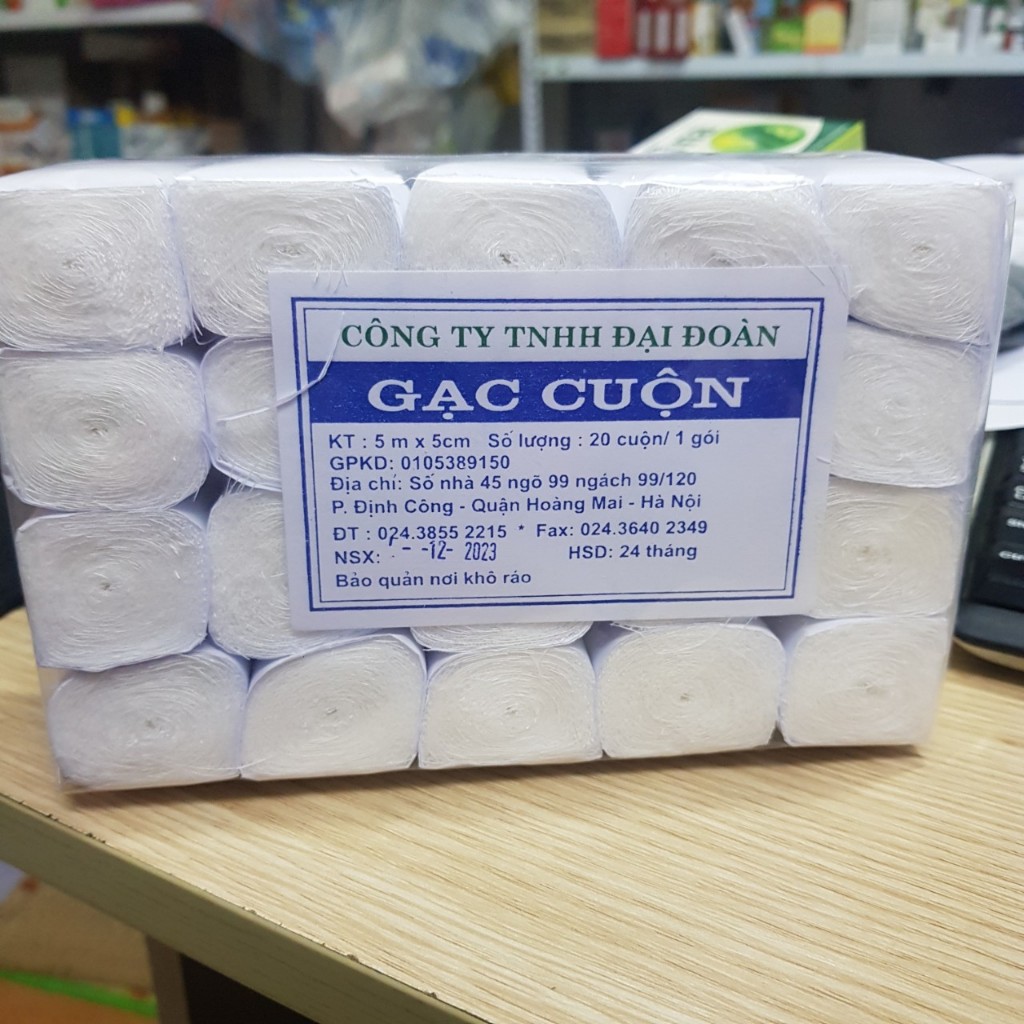 CÔNG TY TNHH ĐẠI ĐOÀN
GẠC CUỘN
KT : 5 m x 5cm Số lượng : 20 cuộn/ 1 gói
GPKD: 0105389150
Địa chỉ: Số nhà 45 ngõ 99 ngách 99/120
P. Định Công - Quận Hoàng Mai - Hà Nội
ĐT : 024.3855 2215 * Fax: 024.3640 2349
NSX: -12- 2023 HSD: 24 tháng
Bảo quản nơi khô ráo